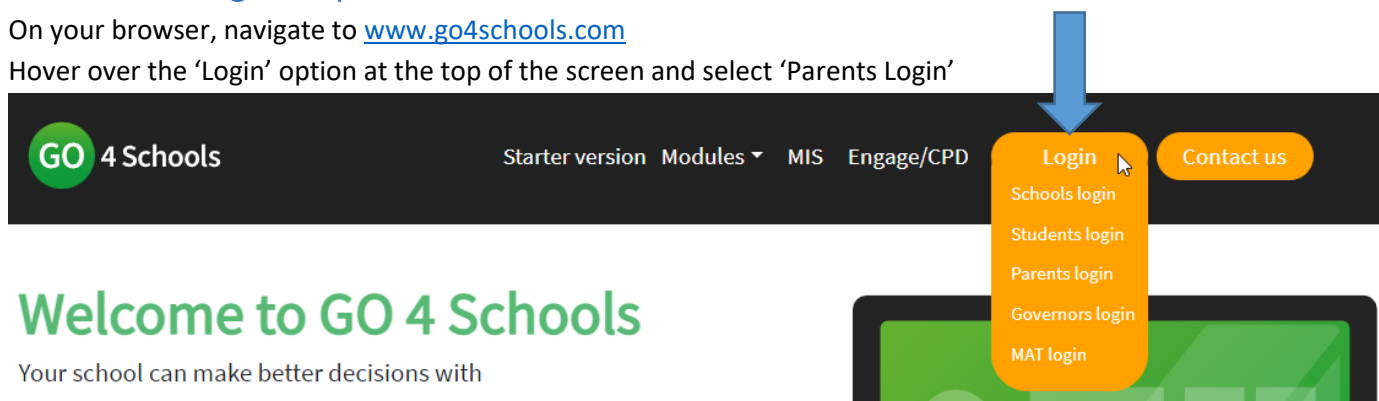 On your browser, navigate to www.go4schools.com
Hover over the ‘Login’ option at the top of the screen and select ‘Parents Login’
GO 4 Schools
Starter version Modules MIS Engage/CPD Login Contact us
Schools login
Students login
Parents login
Governors login
MAT login
Welcome to GO 4 Schools
Your school can make better decisions with